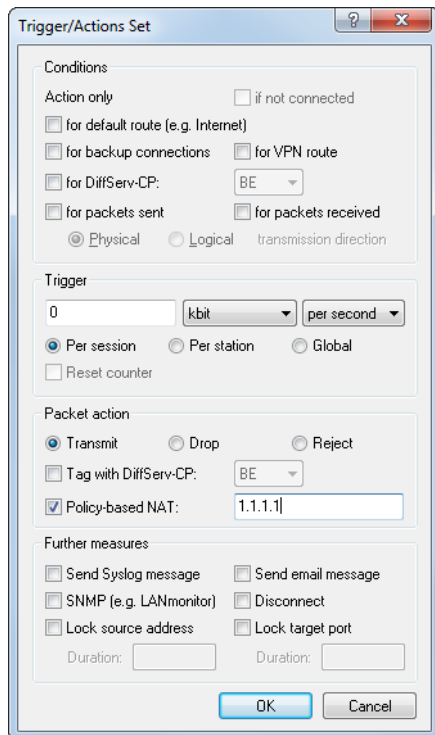 Trigger/Actions Set
Conditions
Action only if not connected
for default route (e.g. Internet)
for backup connections for VPN route
for DiffServ-CP: BE
for packets sent for packets received
Physical Logical transmission direction
Trigger
0 kbit per second
Per session Per station Global
Reset counter
Packet action
Transmit Drop Reject
Tag with DiffServ-CP: BE
Policy-based NAT: 1.1.1.1
Further measures
Send Syslog message Send email message
SNMP (e.g. LANmonitor) Disconnect
Lock source address Lock target port
Duration: Duration:
OK Cancel